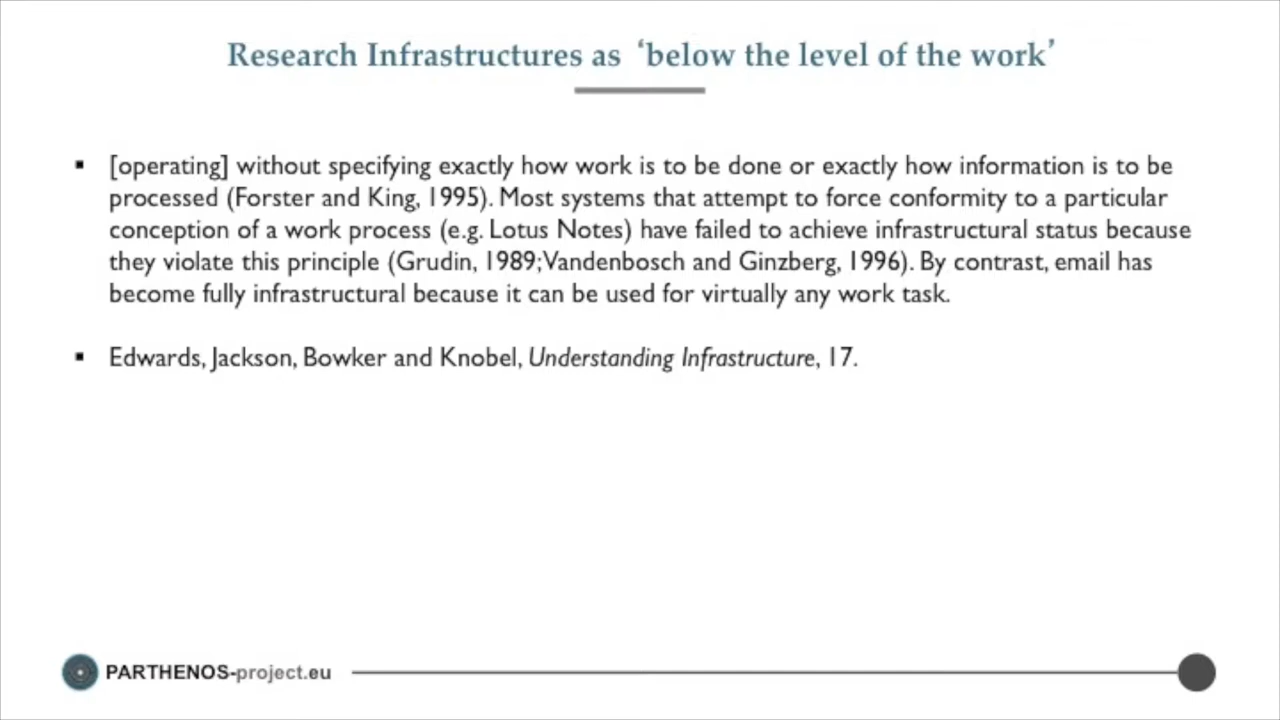 Research Infrastructures as ‘below the level of the work’
▪ [operating] without specifying exactly how work is to be done or exactly how information is to be
processed (Forster and King, 1995). Most systems that attempt to force conformity to a particular
conception of a work process (e.g. Lotus Notes) have failed to achieve infrastructural status because
they violate this principle (Grudin, 1989;Vandenbosch and Ginzberg, 1996). By contrast, email has
become fully infrastructural because it can be used for virtually any work task.
▪ Edwards, Jackson, Bowker and Knobel, Understanding Infrastructure, 17.
PARTHENOS-project.eu